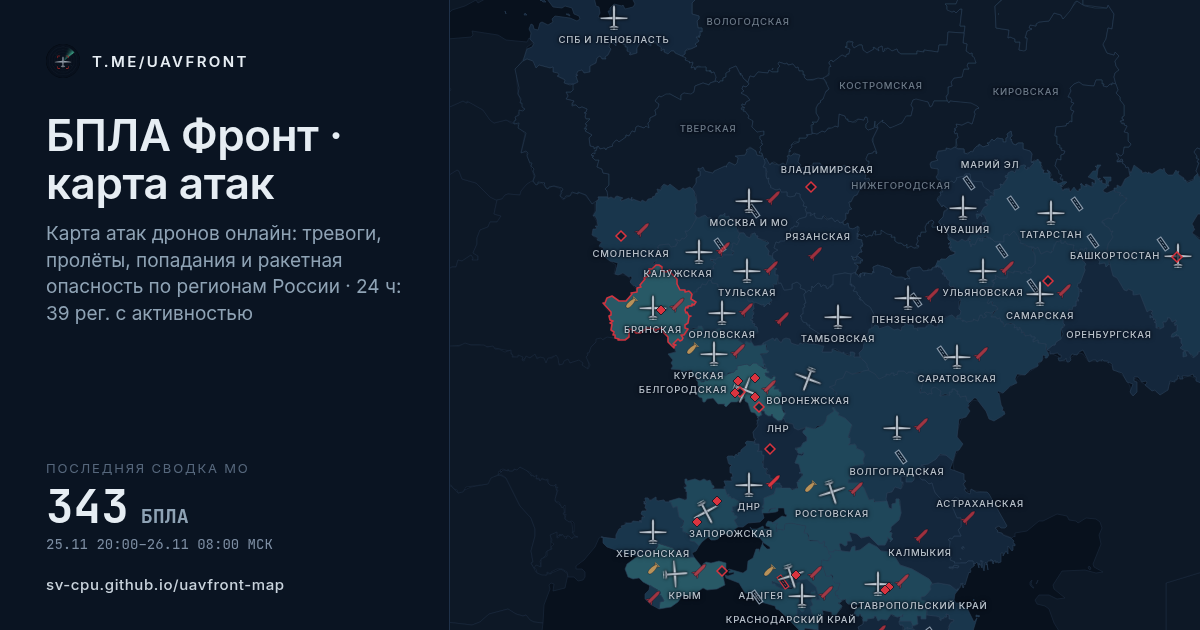 T.ME/UAVFRONT
БПЛА Фронт ·
карта атак
Карта атак дронов онлайн: тревоги,
пролёты, попадания и ракетная
опасность по регионам России · 24 ч:
39 рег. с активностью
ПОСЛЕДНЯЯ СВОДКА МО
343 БПЛА
25.11 20:00–26.11 08:00 МСК
sv-cpu.github.io/uavfront-map
ВОЛОГОДСКАЯ
СПБ И ЛЕНОБЛАСТЬ
КОСТРОМСКАЯ
КИРОВСКАЯ
ТВЕРСКАЯ
МАРИЙ ЭЛ
ВЛАДИМИРСКАЯ
НИЖЕГОРОДСКАЯ
МОСКВА И МО
ЧУВАШИЯ
ТАТАРСТАН
РЯЗАНСКАЯ
СМОЛЕНСКАЯ
БАШКОРТОСТАН
КАЛУЖСКАЯ
ТУЛЬСКАЯ
УЛЬЯНОВСКАЯ
САМАРСКАЯ
ПЕНЗЕНСКАЯ
БРЯНСКАЯ
ОРЛОВСКАЯ
ТАМБОВСКАЯ
ОРЕНБУРГСКАЯ
КУРСКАЯ
САРАТОВСКАЯ
БЕЛГОРОДСКАЯ
ВОРОНЕЖСКАЯ
ЛНР
ВОЛГОГРАДСКАЯ
ДНР
АСТРАХАНСКАЯ
РОСТОВСКАЯ
ЗАПОРОЖСКАЯ
ХЕРСОНСКАЯ
КАЛМЫКИЯ
КРЫМ
АДЫГЕЯ
СТАВРОПОЛЬСКИЙ КРАЙ
КРАСНОДАРСКИЙ КРАЙ